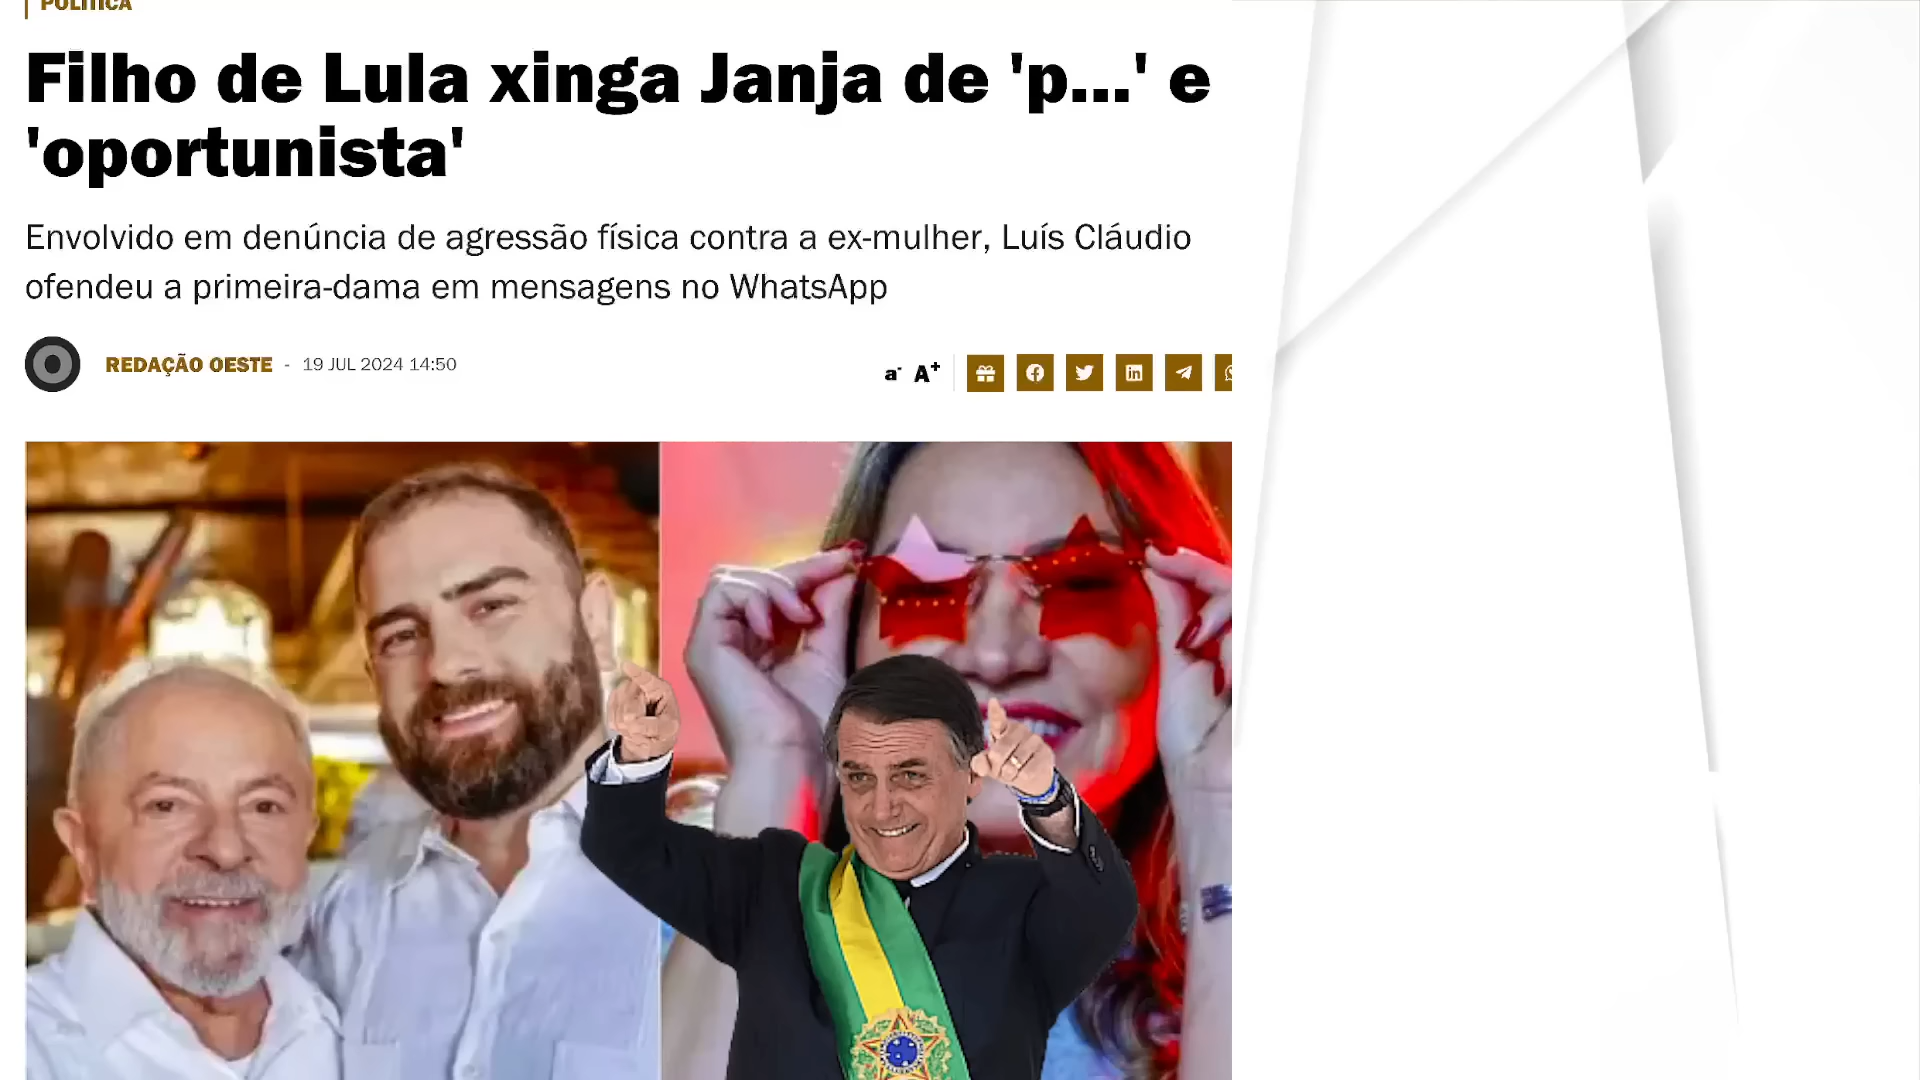 POLÍTICA
Filho de Lula xinga Janja de 'p...' e
'oportunista'
Envolvido em denúncia de agressão física contra a ex-mulher, Luís Cláudio
ofendeu a primeira-dama em mensagens no WhatsApp
REDAÇÃO OESTE - 19 JUL 2024 14:50
a- A+